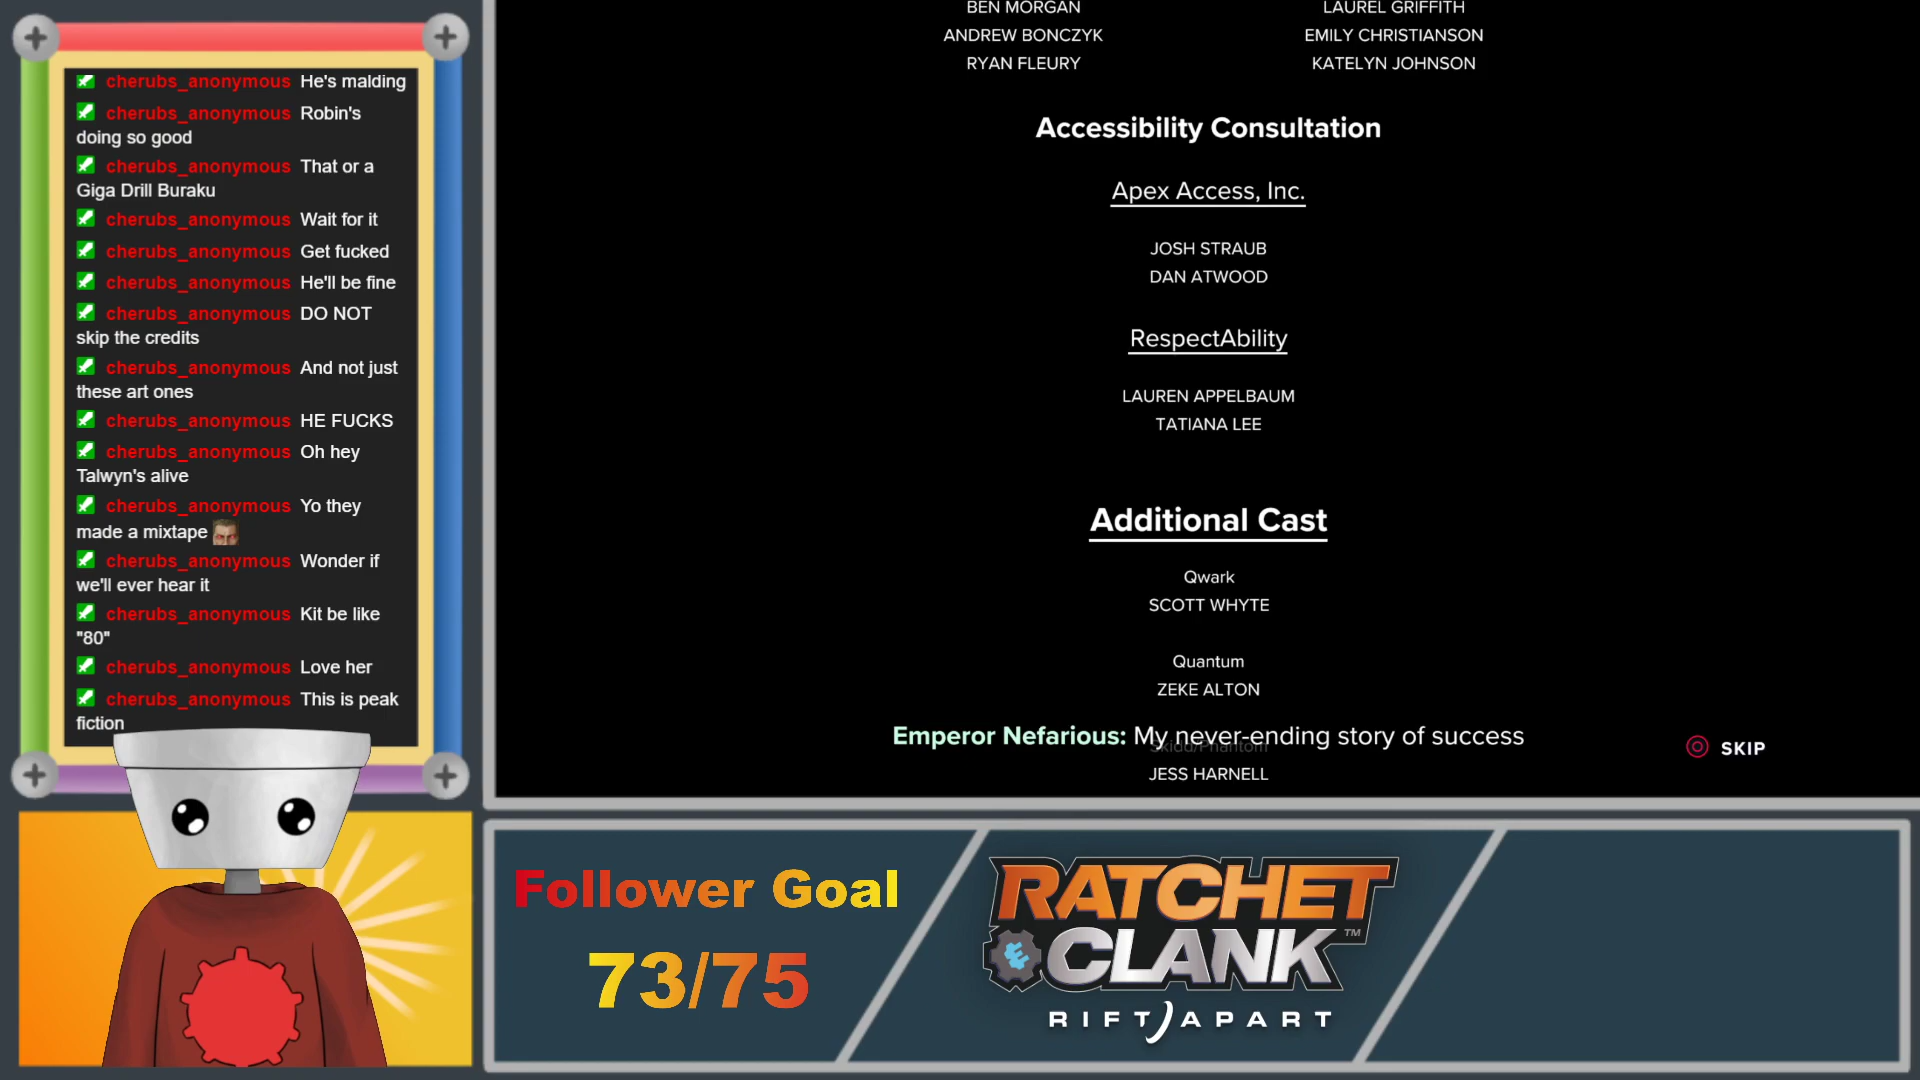 cherubs_anonymous He's malding
cherubs_anonymous Robin's
doing so good
cherubs_anonymous That or a
Giga Drill Buraku
cherubs_anonymous Wait for it
cherubs_anonymous Get fucked
cherubs_anonymous He'll be fine
cherubs_anonymous DO NOT
skip the credits
cherubs_anonymous And not just
these art ones
cherubs_anonymous HE FUCKS
cherubs_anonymous Oh hey
Talwyn's alive
cherubs_anonymous Yo they
made a mixtape
cherubs_anonymous Wonder if
we'll ever hear it
cherubs_anonymous Kit be like
"80"
cherubs_anonymous Love her
cherubs_anonymous This is peak
fiction
BEN MORGAN
ANDREW BONCZYK
RYAN FLEURY
LAUREL GRIFFITH
EMILY CHRISTIANSON
KATELYN JOHNSON
Accessibility Consultation
Apex Access, Inc.
JOSH STRAUB
DAN ATWOOD
RespectAbility
LAUREN APPELBAUM
TATIANA LEE
Additional Cast
Qwark
SCOTT WHYTE
Quantum
ZEKE ALTON
Emperor Nefarious: My never-ending story of success
Skidd/Phantom
JESS HARNELL
SKIP
Follower Goal
73/75
RATCHET
& CLANK™
RIFT APART